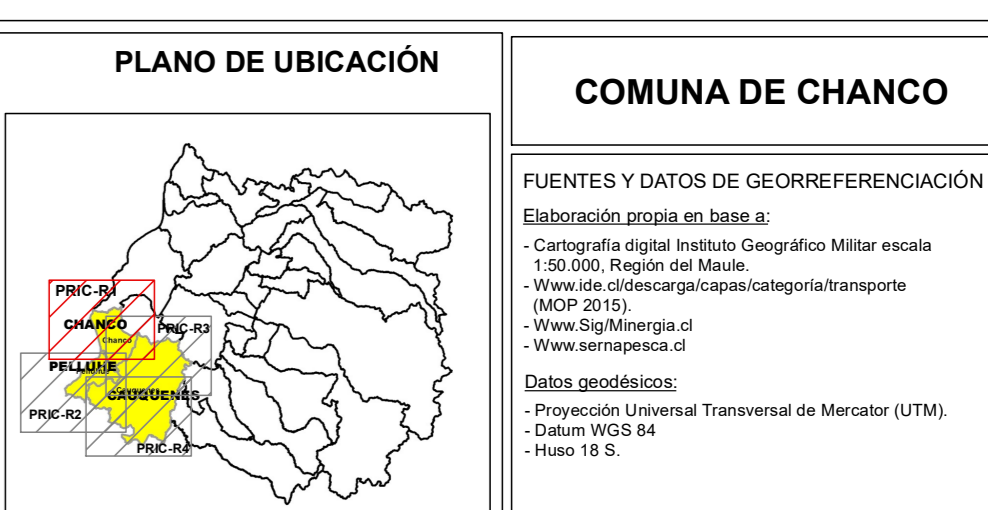 PLANO DE UBICACIÓN
PRIC-R1
CHANCO
Chanco
PRIC-R3
PELLUHE
Pelluhue
Cauquenes
CAUQUENES
PRIC-R2
PRIC-R4
COMUNA DE CHANCO
FUENTES Y DATOS DE GEORREFERENCIACIÓN
Elaboración propia en base a:
- Cartografía digital Instituto Geográfico Militar escala
1:50.000, Región del Maule.
- Www.ide.cl/descarga/capas/categoría/transporte
(MOP 2015).
- Www.Sig/Minergia.cl
- Www.sernapesca.cl
Datos geodésicos:
- Proyección Universal Transversal de Mercator (UTM).
- Datum WGS 84
- Huso 18 S.